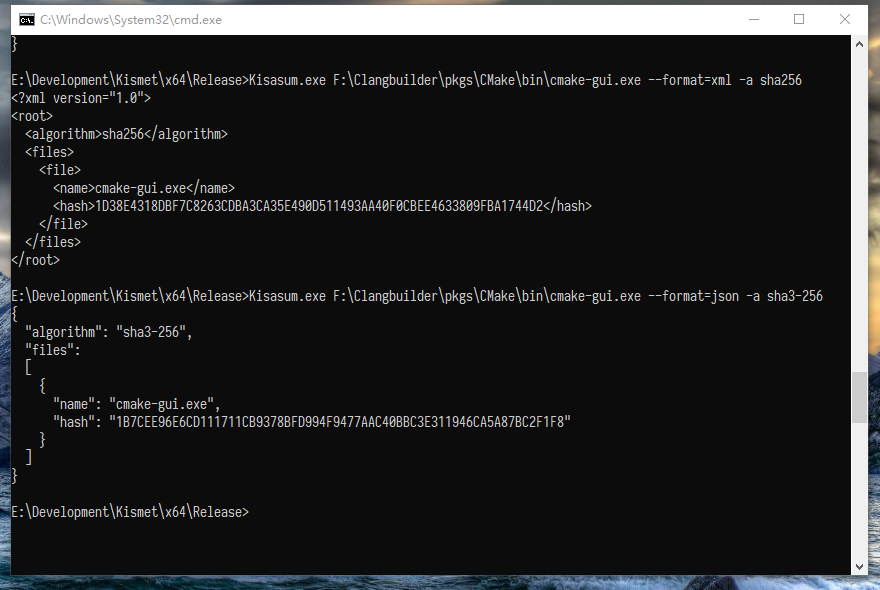 C:\Windows\System32\cmd.exe
}
E:\Development\Kismet\x64\Release>Kisasum.exe F:\Clangbuilder\pkgs\CMake\bin\cmake-gui.exe --format=xml -a sha256
<?xml version="1.0">
<root>
  <algorithm>sha256</algorithm>
  <files>
    <file>
      <name>cmake-gui.exe</name>
      <hash>1D38E4318DBF7C8263CDBA3CA35E490D511493AA40F0CBEE4633809FBA1744D2</hash>
    </file>
  </files>
</root>
E:\Development\Kismet\x64\Release>Kisasum.exe F:\Clangbuilder\pkgs\CMake\bin\cmake-gui.exe --format=json -a sha3-256
{
  "algorithm": "sha3-256",
  "files":
  [
    {
      "name": "cmake-gui.exe",
      "hash": "1B7CEE96E6CD111711CB9378BFD994F9477AAC40BBC3E311946CA5A87BC2F1F8"
    }
  ]
}
E:\Development\Kismet\x64\Release>